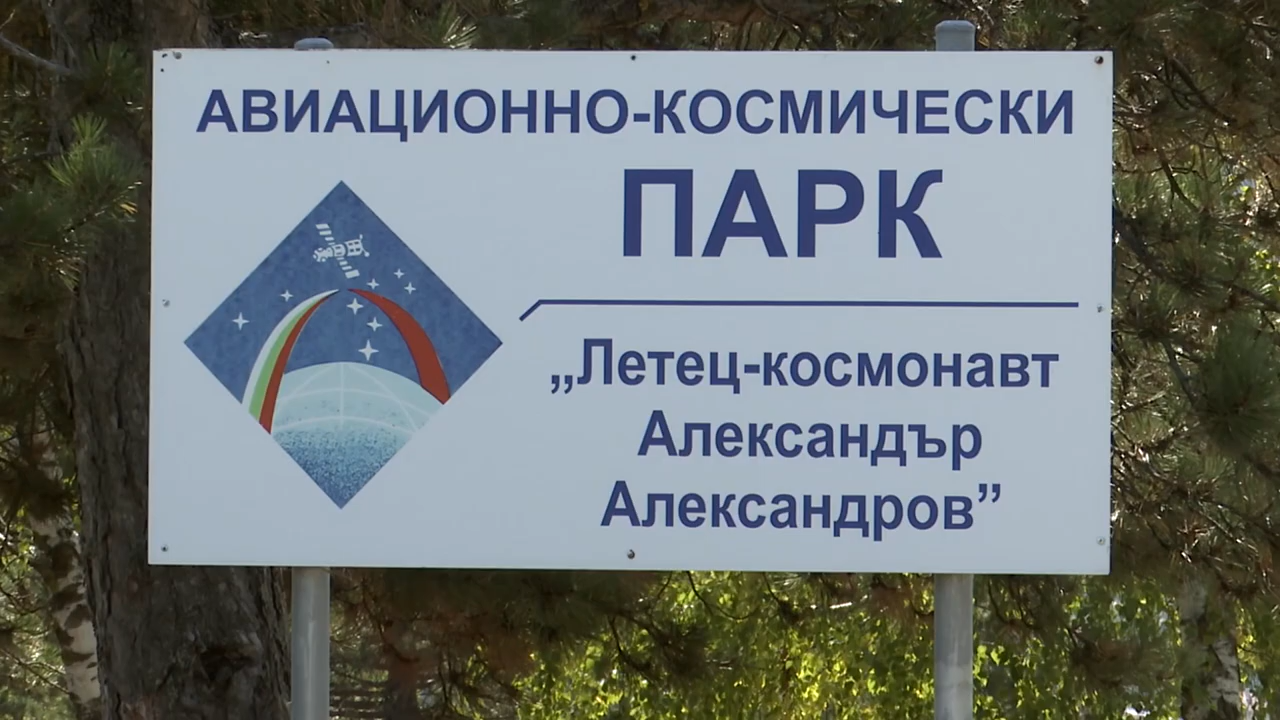 АВИАЦИОННО-КОСМИЧЕСКИ
ПАРК
„Летец-космонавт
Александър
Александров”